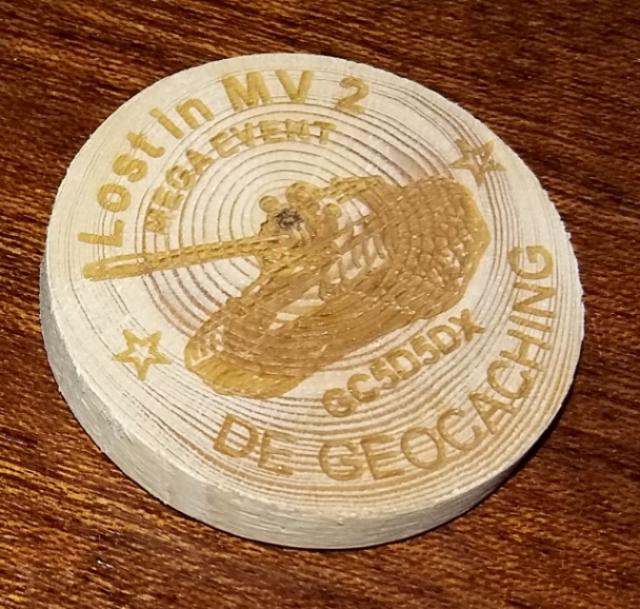 Lost in MV 2
MEGA EVENT
GC5D5DX
DE GEOCACHING